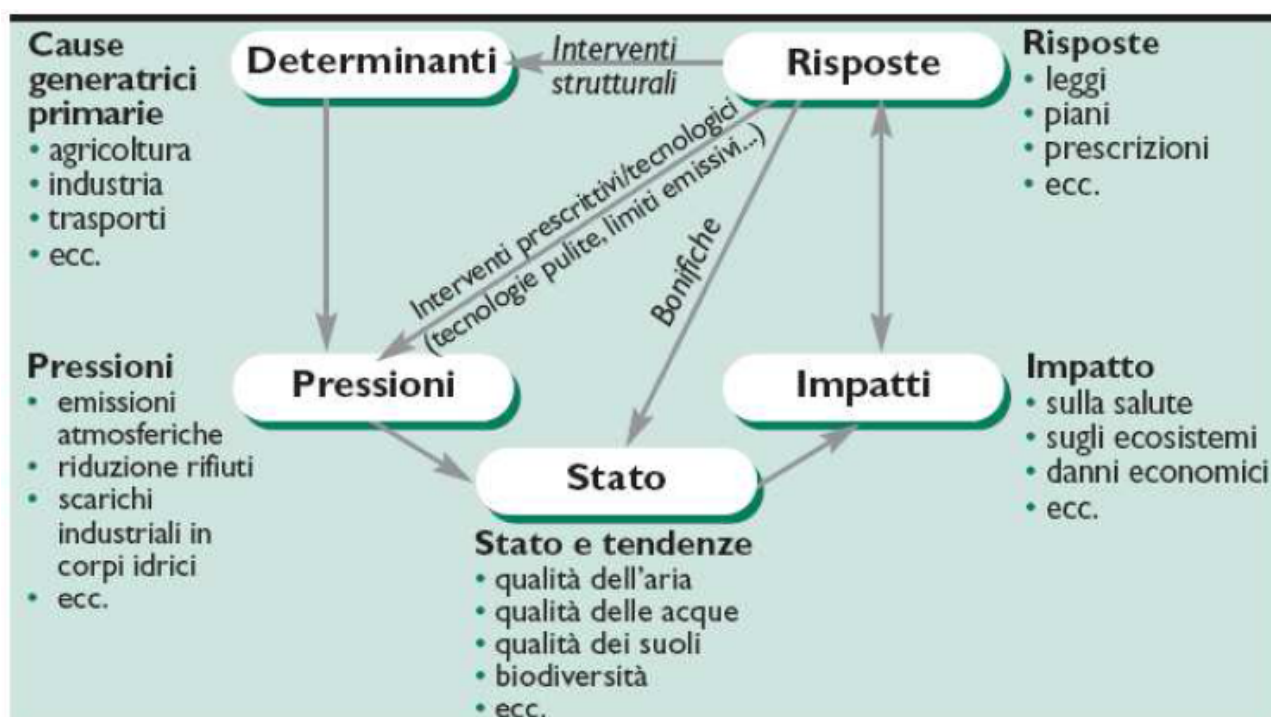 Cause
generatrici
primarie
• agricoltura
• industria
• trasporti
• ecc.
Determinanti
Interventi
strutturali
Risposte
Risposte
• leggi
• piani
• prescrizioni
• ecc.
Interventi prescrittivi/tecnologici
(tecnologie pulite, limiti emissivi...)
Bonifiche
Pressioni
• emissioni
atmosferiche
• riduzione rifiuti
• scarichi
industriali in
corpi idrici
• ecc.
Pressioni
Stato
Stato e tendenze
• qualità dell'aria
• qualità delle acque
• qualità dei suoli
• biodiversità
• ecc.
Impatti
Impatto
• sulla salute
• sugli ecosistemi
• danni economici
• ecc.